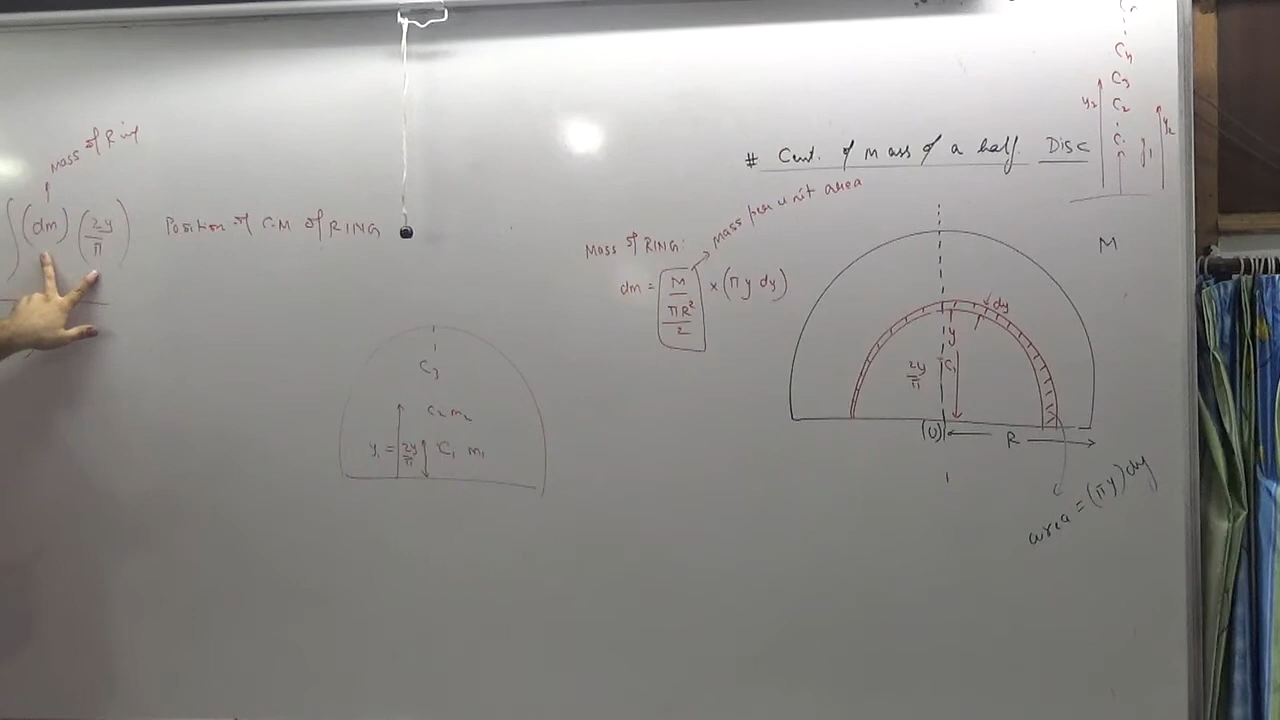 Mass of Ring
∫ (dm) (2y/π) Position of C.M of RING
# Cent. of Mass of a half Disc
Mass of RING:
mass per unit area
dm = M/(πR²/2) × (πy dy)
C3
C2 m2
y1 = 2y/π C1 m1
M
dy
y
2y/π
C1
(0)
R
area = (πy) dy
C4
C3
y2
C2
y2
C1
y1